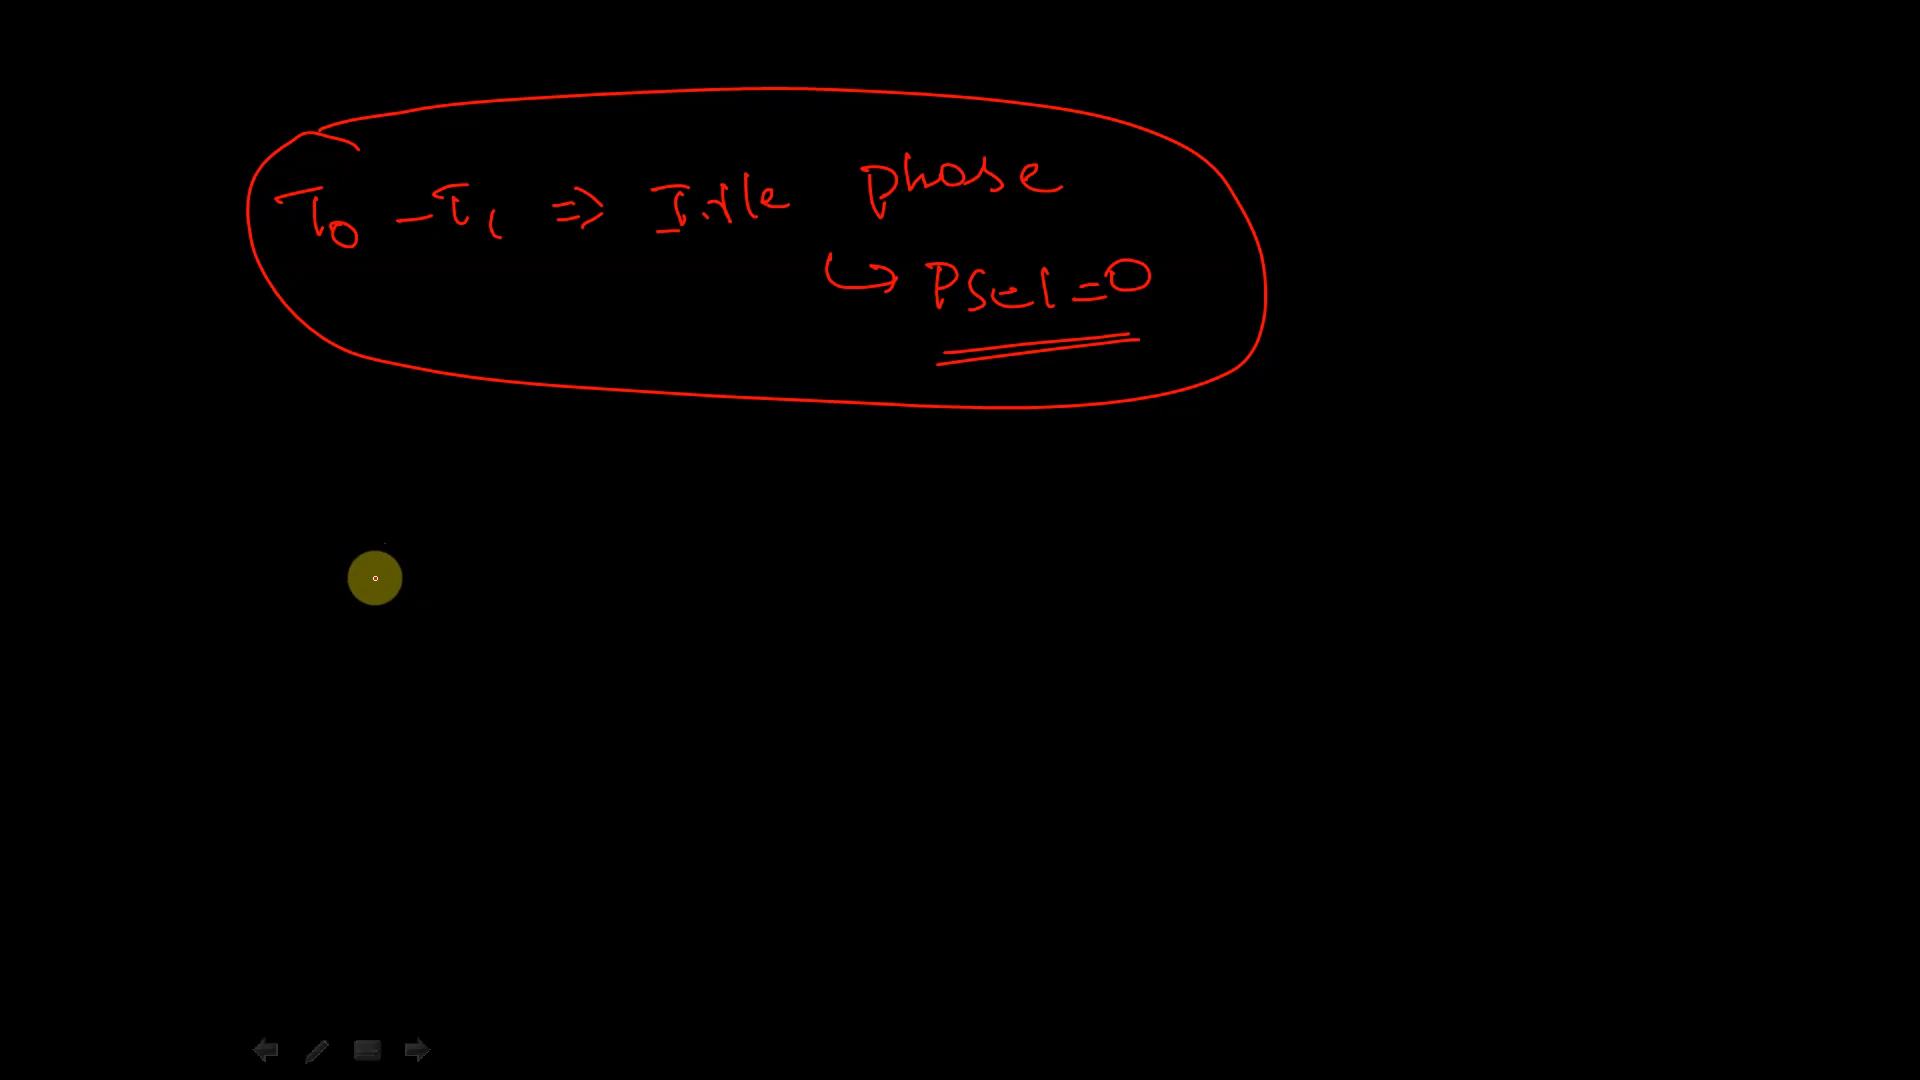 T0 - T1 => Idle phase
↳ Psel = 0